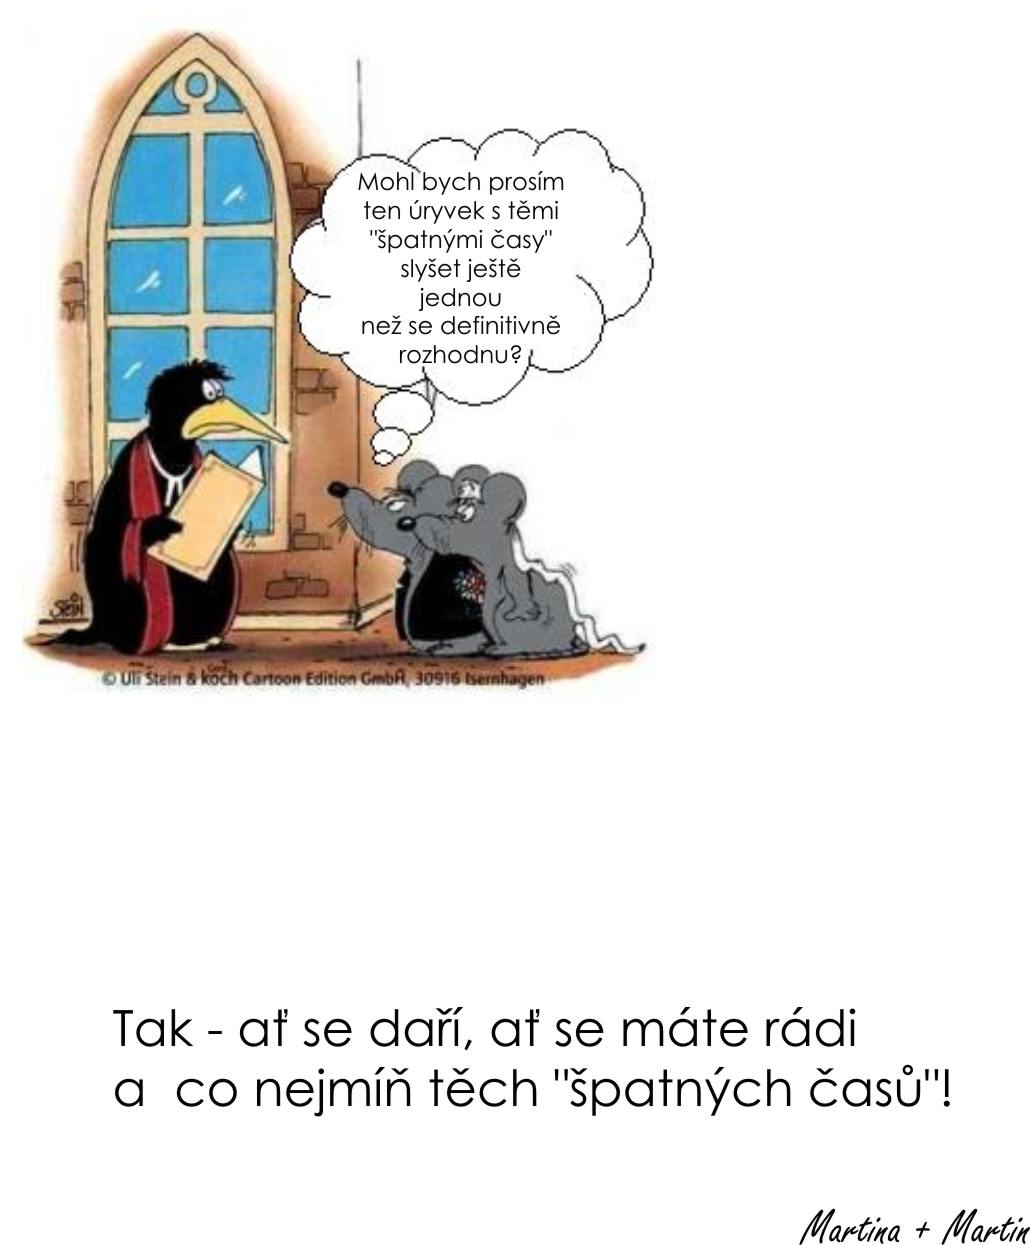 Mohl bych prosím
ten úryvek s těmi
"špatnými časy"
slyšet ještě
jednou
než se definitivně
rozhodnu?
Stein
© Uli Stein & koch Cartoon Edition GmbH, 30916 Isernhagen
Tak - ať se daří, ať se máte rádi
a  co nejmíň těch "špatných časů"!
Martina + Martin